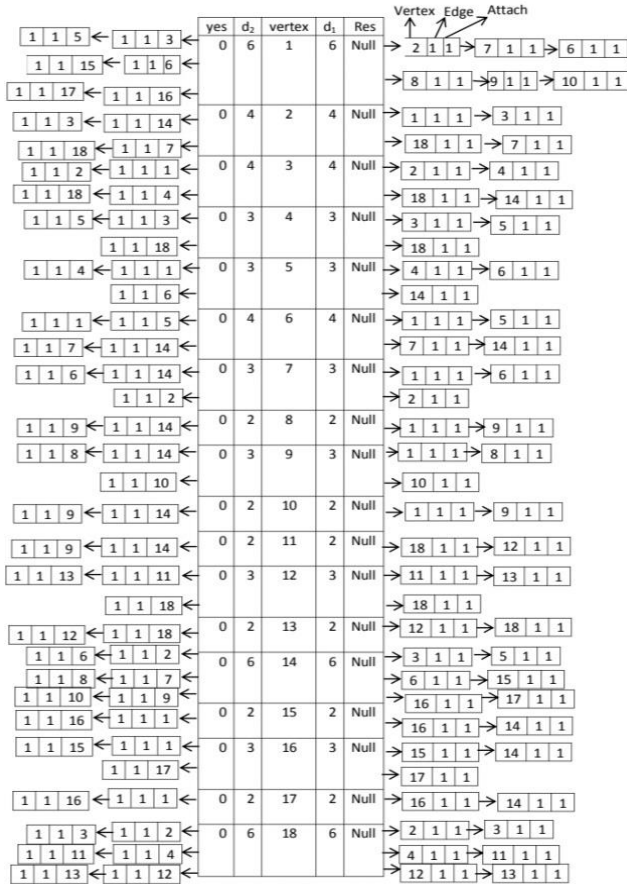 Vertex Edge Attach
yes d₂ vertex d₁ Res
1 1 5 1 1 3 0 6 1 6 Null 2 1 1 7 1 1 6 1 1
1 1 15 1 1 6
8 1 1 9 1 1 10 1 1
1 1 17 1 1 16
1 1 3 1 1 14 0 4 2 4 Null 1 1 1 3 1 1
1 1 18 1 1 7 18 1 1 7 1 1
1 1 2 1 1 1 0 4 3 4 Null 2 1 1 4 1 1
1 1 18 1 1 4 18 1 1 14 1 1
1 1 5 1 1 3 0 3 4 3 Null 3 1 1 5 1 1
1 1 18 18 1 1
1 1 4 1 1 1 0 3 5 3 Null 4 1 1 6 1 1
1 1 6 14 1 1
1 1 1 1 1 5 0 4 6 4 Null 1 1 1 5 1 1
1 1 7 1 1 14 7 1 1 14 1 1
1 1 6 1 1 14 0 3 7 3 Null 1 1 1 6 1 1
1 1 2 2 1 1
1 1 9 1 1 14 0 2 8 2 Null 1 1 1 9 1 1
1 1 8 1 1 14 0 3 9 3 Null 1 1 1 8 1 1
1 1 10 10 1 1
1 1 9 1 1 14 0 2 10 2 Null 1 1 1 9 1 1
1 1 9 1 1 14 0 2 11 2 Null 18 1 1 12 1 1
1 1 13 1 1 11 0 3 12 3 Null 11 1 1 13 1 1
1 1 18 18 1 1
1 1 12 1 1 18 0 2 13 2 Null 12 1 1 18 1 1
1 1 6 1 1 2 0 6 14 6 Null 3 1 1 5 1 1
1 1 8 1 1 7 6 1 1 15 1 1
1 1 10 1 1 9 16 1 1 17 1 1
1 1 16 1 1 1 0 2 15 2 Null 16 1 1 14 1 1
1 1 15 1 1 1 0 3 16 3 Null 15 1 1 14 1 1
1 1 17 17 1 1
1 1 16 1 1 1 0 2 17 2 Null 16 1 1 14 1 1
1 1 3 1 1 2 0 6 18 6 Null 2 1 1 3 1 1
1 1 11 1 1 4 4 1 1 11 1 1
1 1 13 1 1 12 12 1 1 13 1 1